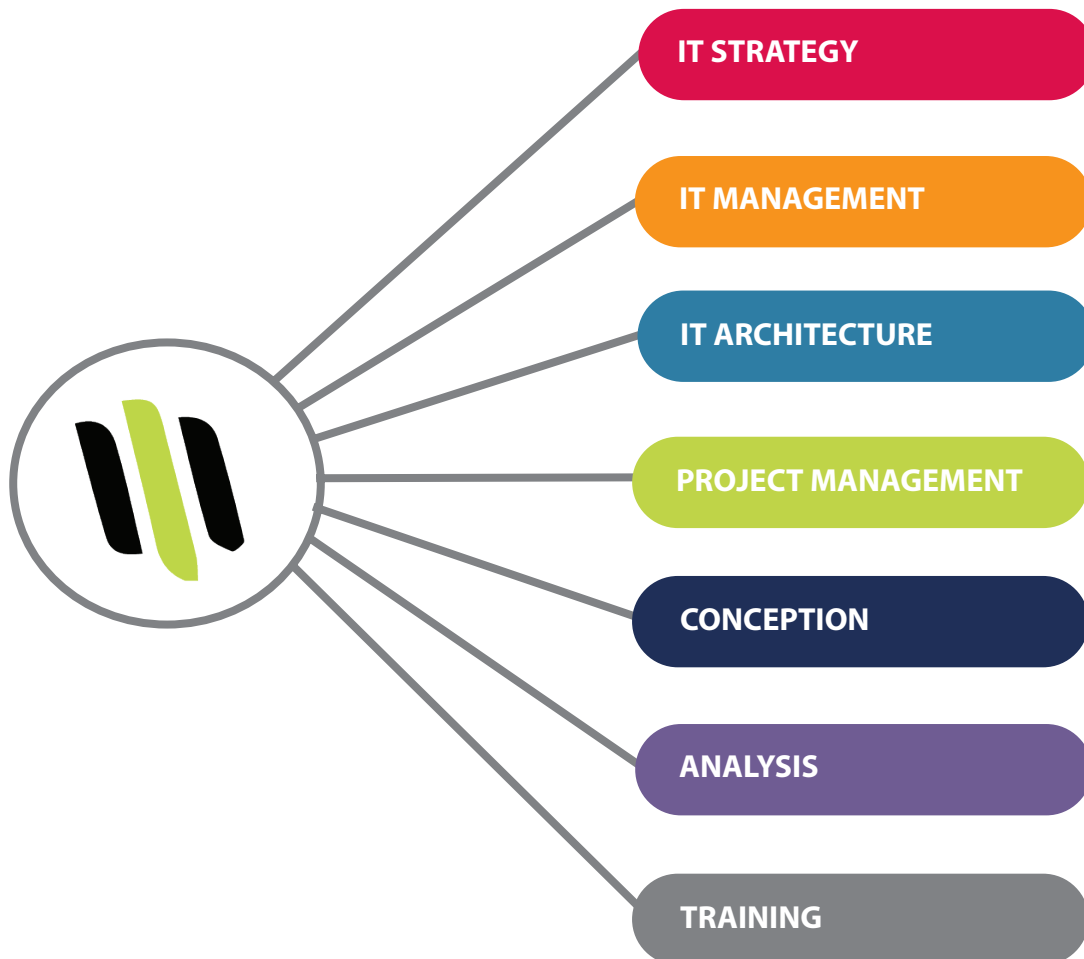 IT STRATEGY
IT MANAGEMENT
IT ARCHITECTURE
PROJECT MANAGEMENT
CONCEPTION
ANALYSIS
TRAINING